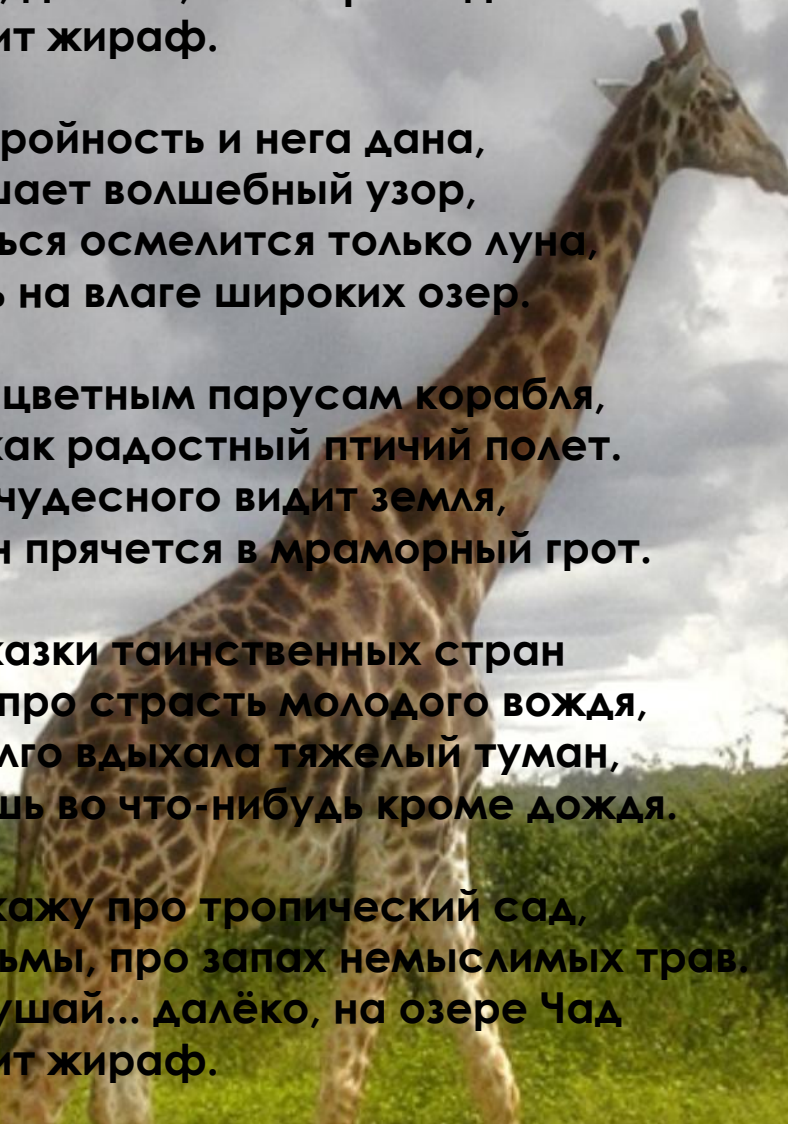 ит жираф.
ройность и нега дана,
шает волшебный узор,
ься осмелится только луна,
ь на влаге широких озер.
цветным парусам корабля,
как радостный птичий полет.
чудесного видит земля,
н прячется в мраморный грот.
казки таинственных стран
про страсть молодого вождя,
лго вдыхала тяжелый туман,
шь во что-нибудь кроме дождя.
кажу про тропический сад,
ьмы, про запах немыслимых трав.
ушай... далёко, на озере Чад
ит жираф.